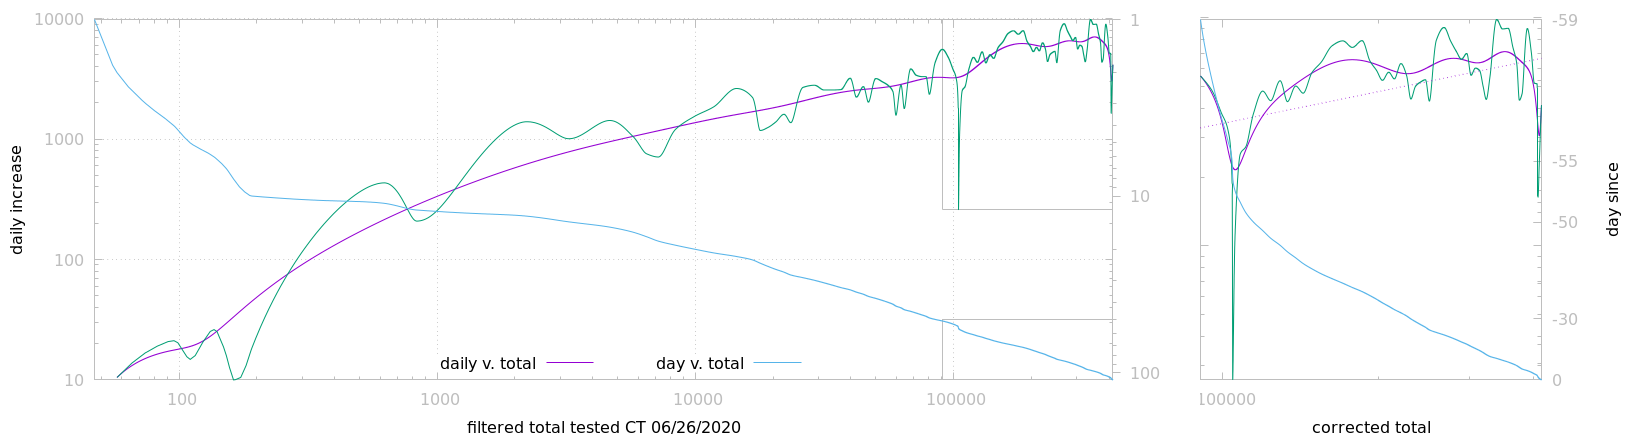 10000
1000
100
10
daily increase
100
1000
10000
100000
filtered total tested CT 06/26/2020
daily v. total
day v. total
1
10
100
100000
corrected total
-59
-55
-50
-30
0
day since